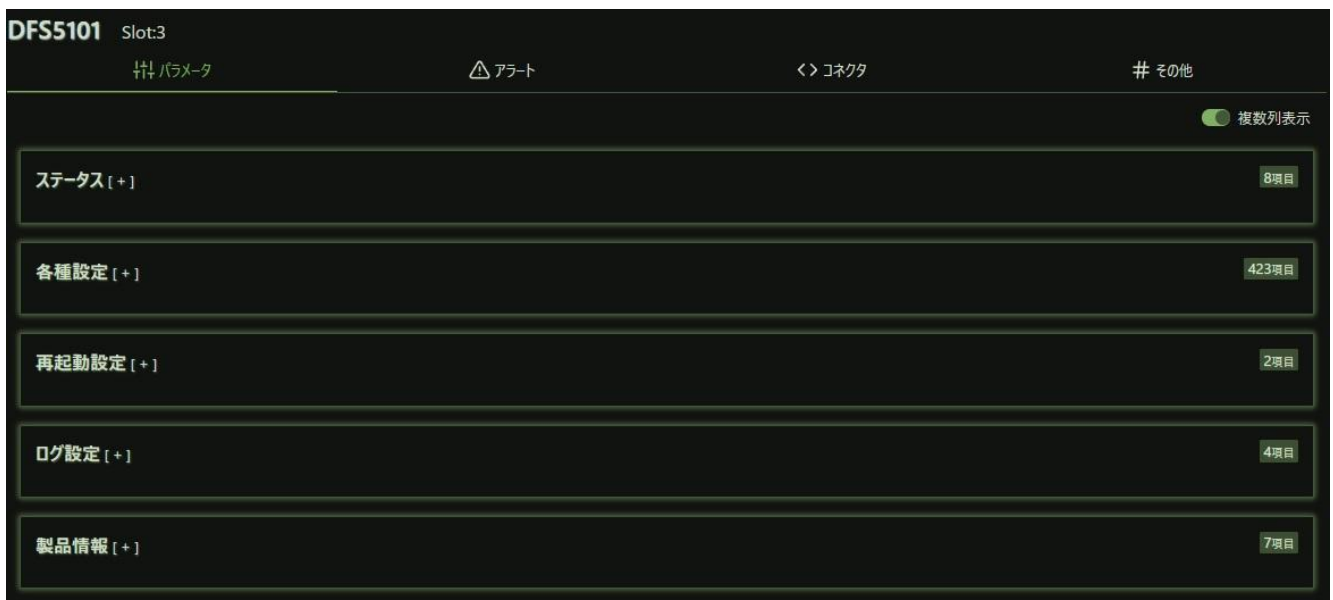 DFS5101 Slot:3
パラメータ アラート コネクタ その他
複数列表示
ステータス [ + ] 8項目
各種設定 [ + ] 423項目
再起動設定 [ + ] 2項目
ログ設定 [ + ] 4項目
製品情報 [ + ] 7項目